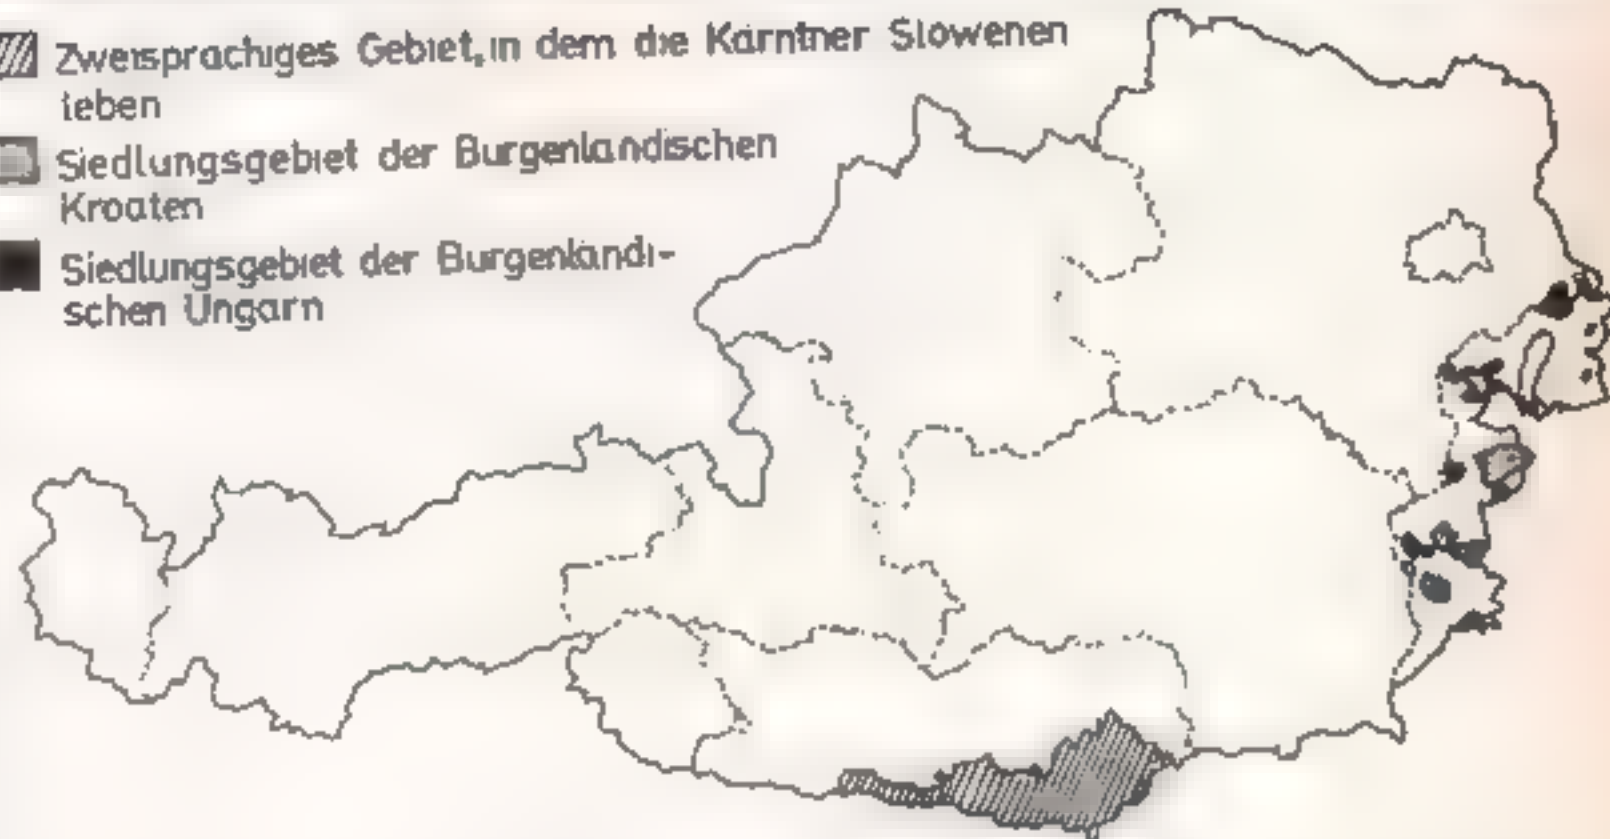 Zweisprachiges Gebiet, in dem die Kärntner Slowenen
leben
Siedlungsgebiet der Burgenländischen
Kroaten
Siedlungsgebiet der Burgenländi-
schen Ungarn